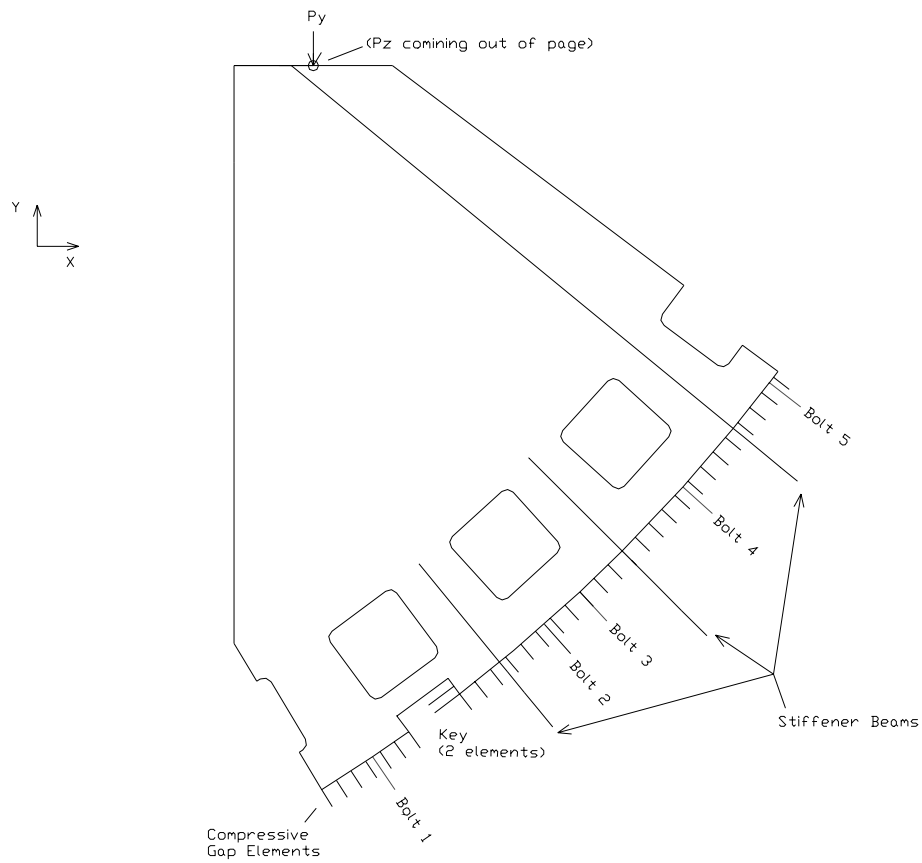 Py
(Pz comining out of page)
Y
X
Bolt 5
Bolt 4
Bolt 3
Bolt 2
Stiffener Beams
Key
(2 elements)
Bolt 1
Compressive
Gap Elements